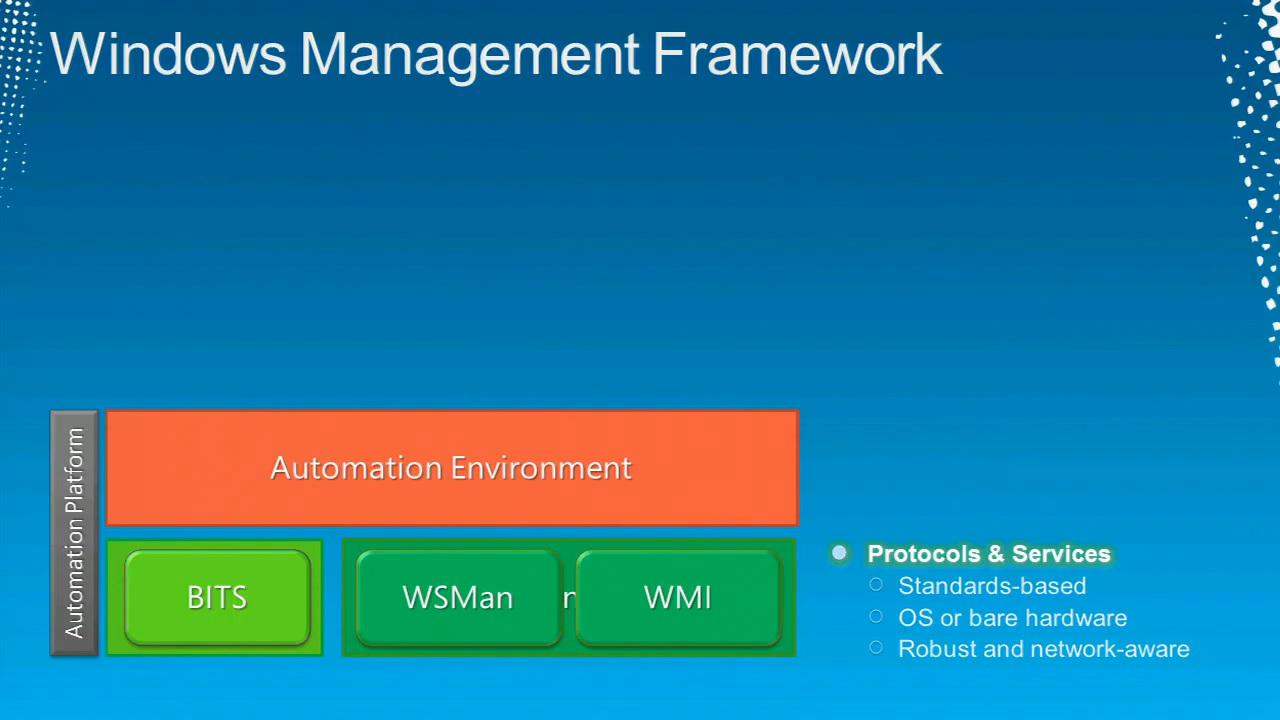 Windows Management Framework
Automation Platform
Automation Environment
BITS
WSMan
WMI
Protocols & Services
Standards-based
OS or bare hardware
Robust and network-aware